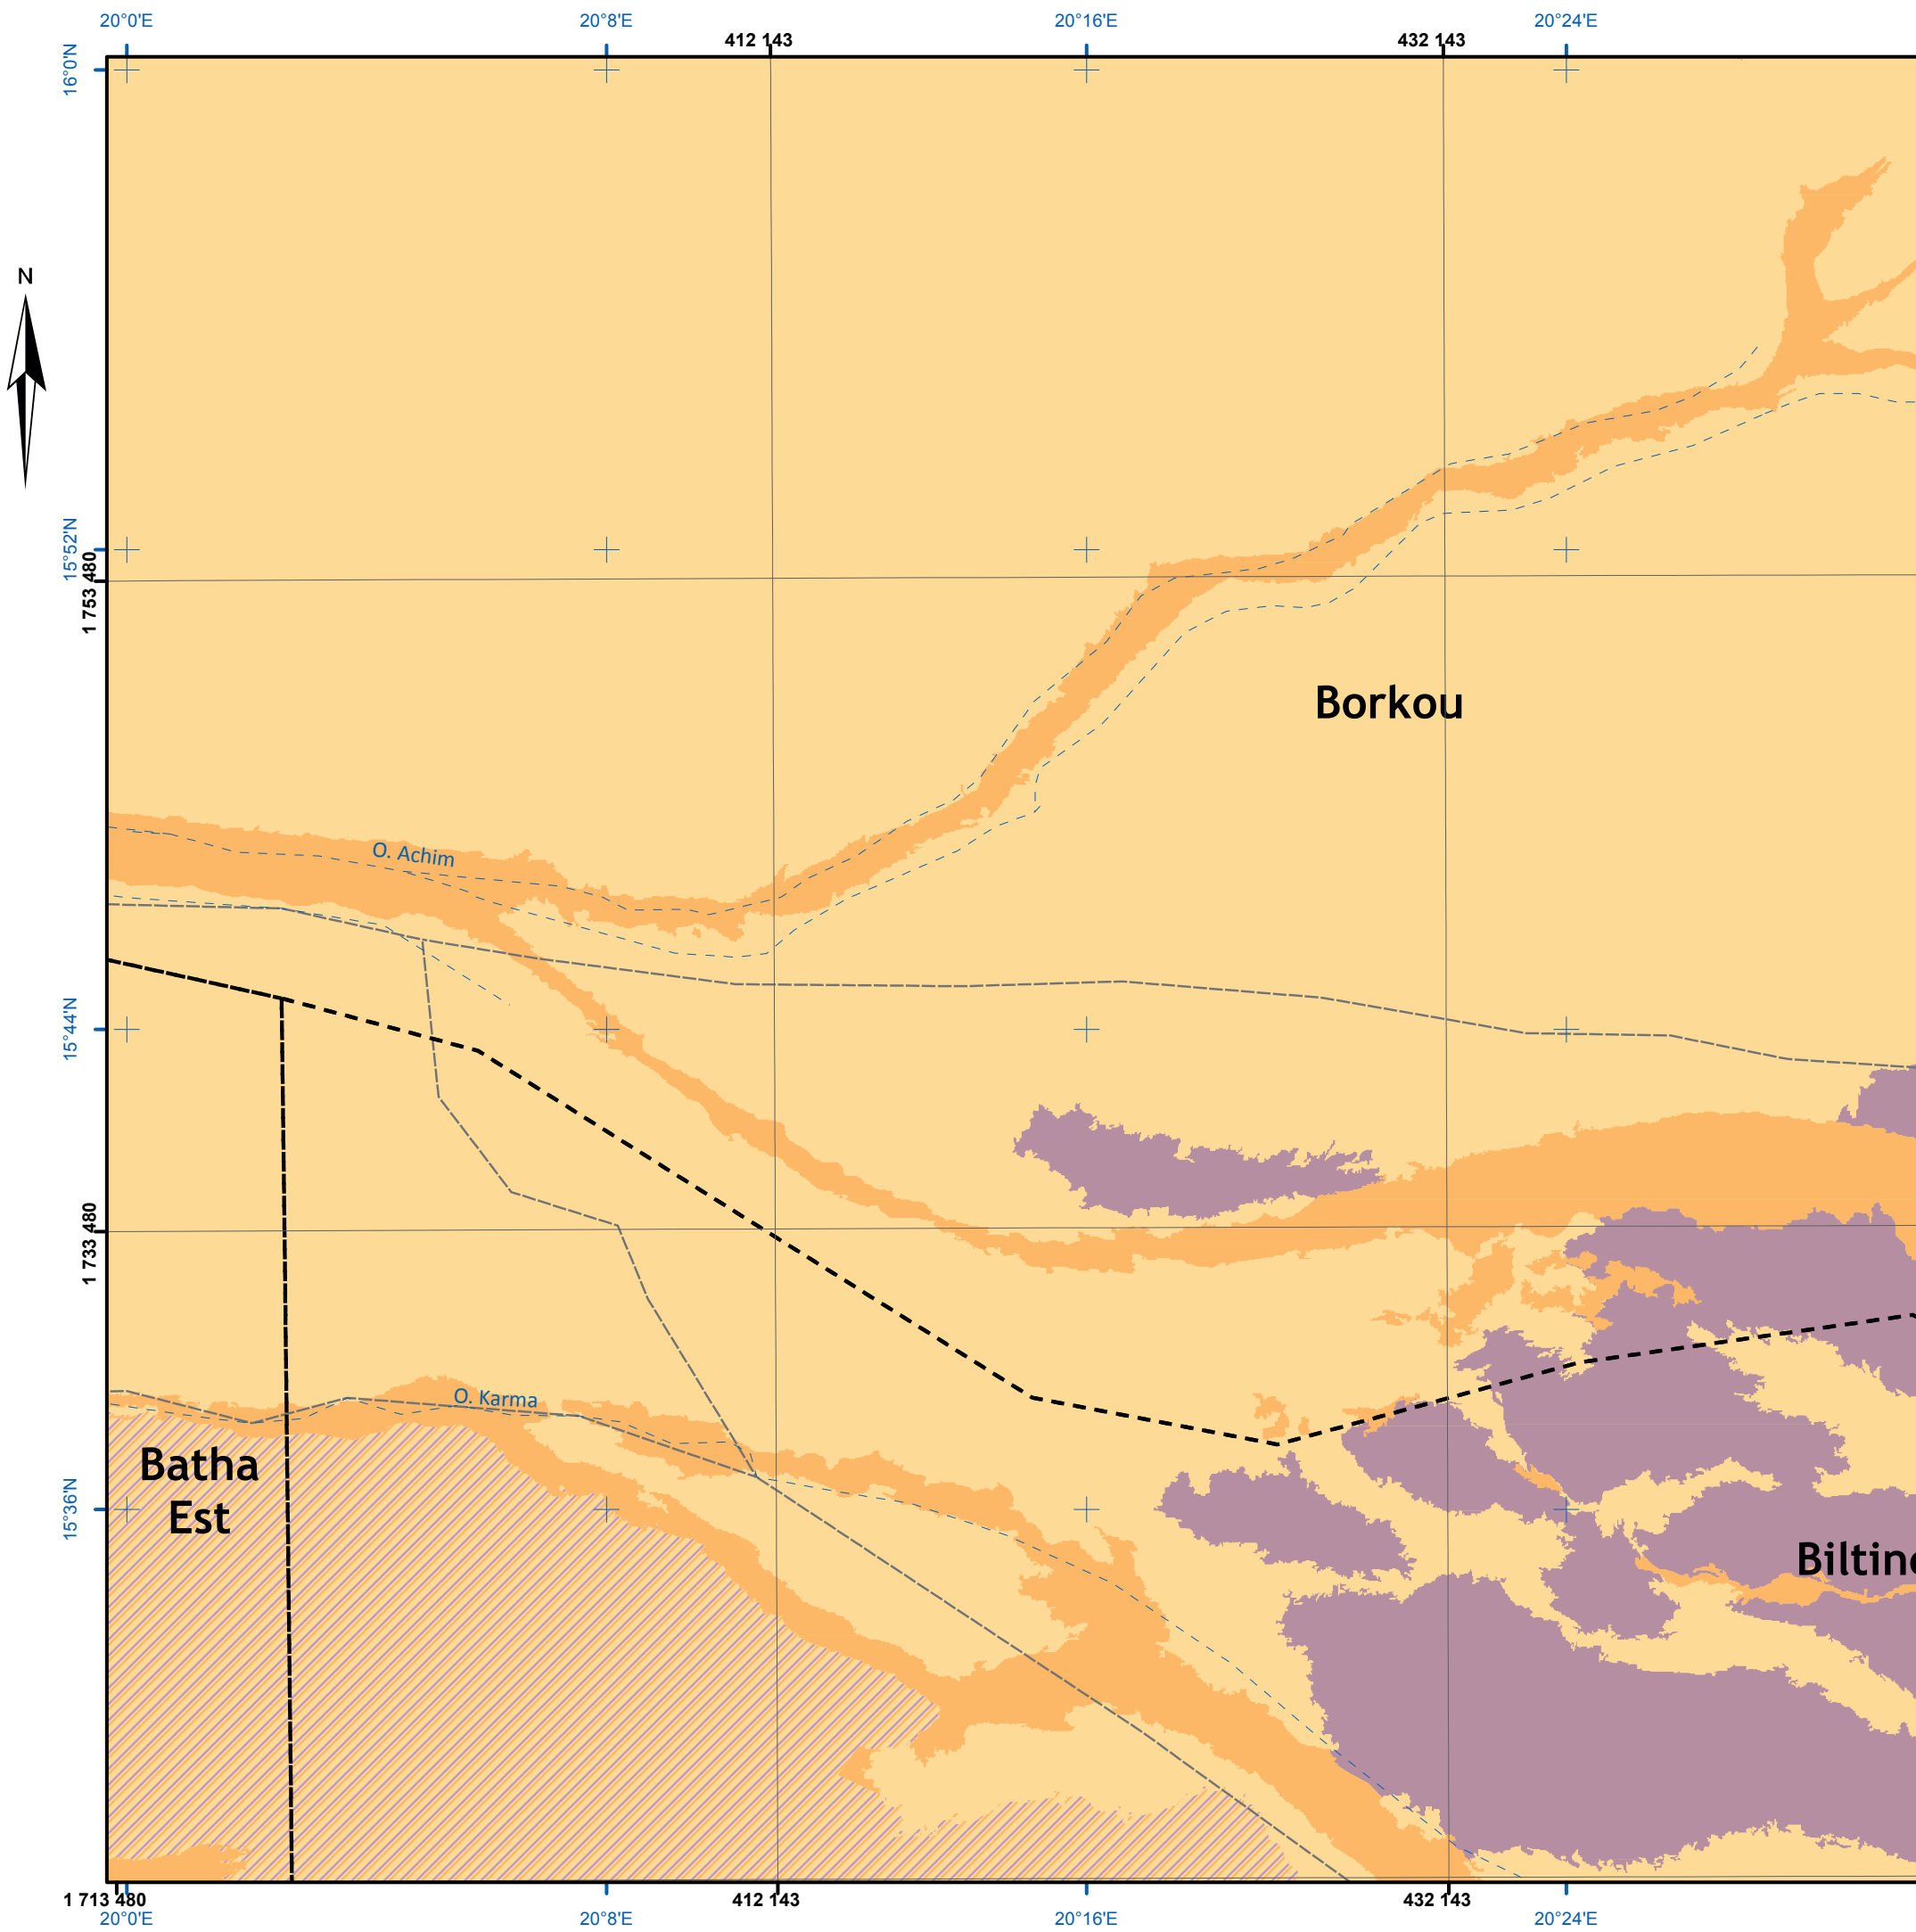 20°0'E 20°8'E 20°16'E 20°24'E
412 143 432 143
16°0'N
N
15°52'N
1 753 480
Borkou
O. Achim
15°44'N
1 733 480
O. Karma
Batha
Est
15°36'N
1 713 480 412 143 432 143
20°0'E 20°8'E 20°16'E 20°24'E